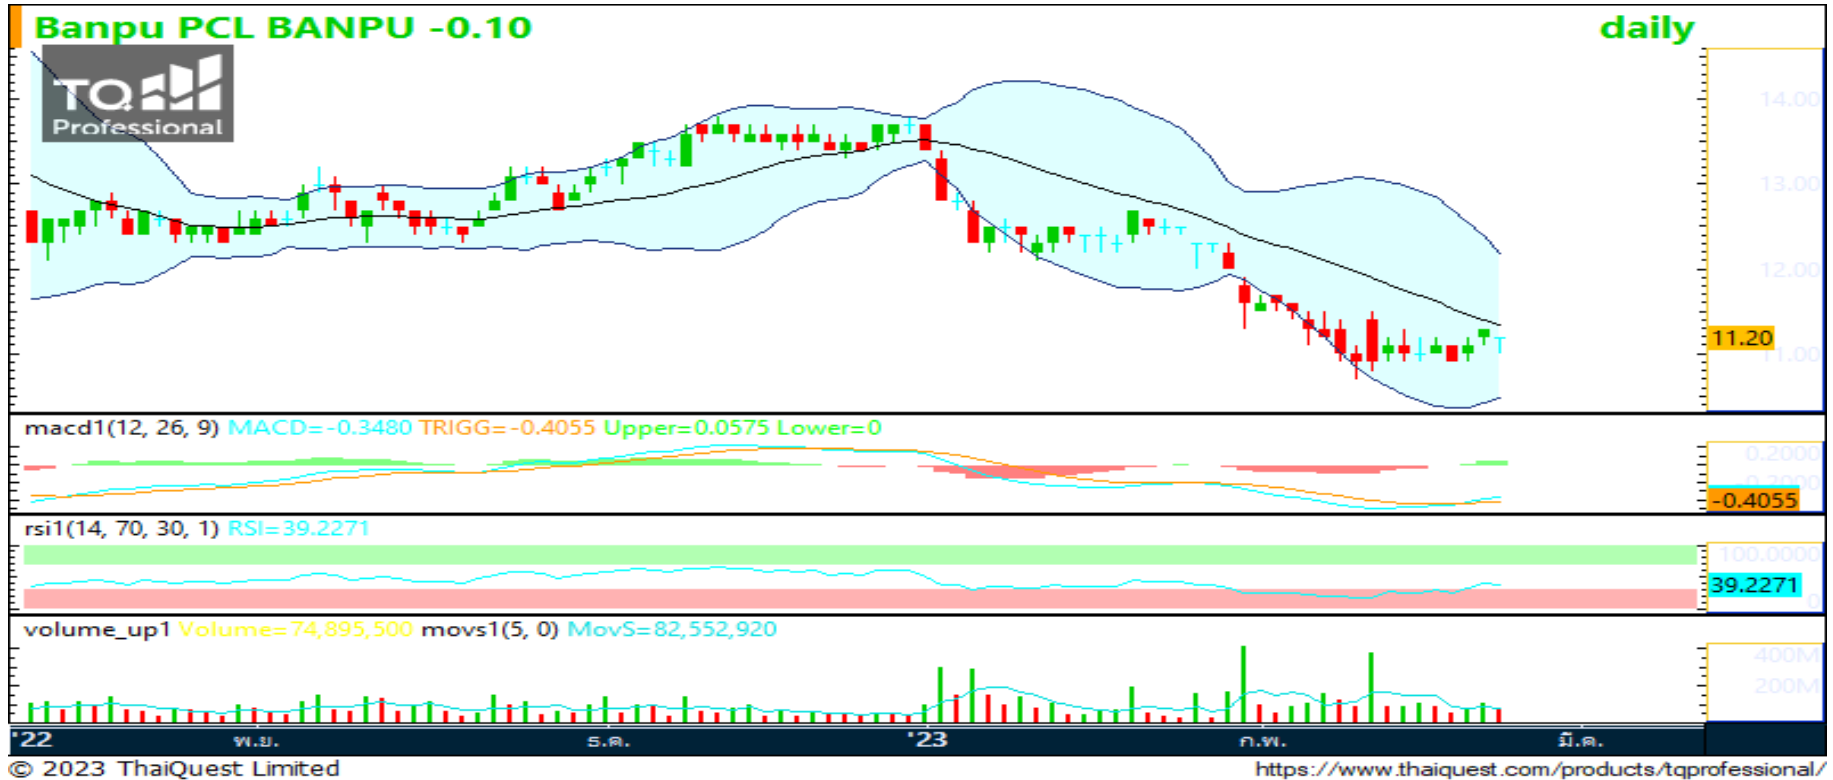 Banpu PCL BANPU -0.10
daily
TQ
Professional
14.00
13.00
12.00
11.20
11.00
macd1(12, 26, 9) MACD=-0.3480 TRIGG=-0.4055 Upper=0.0575 Lower=0
0.2000
-0.4055
rsi1(14, 70, 30, 1) RSI=39.2271
100.0000
39.2271
0
volume_up1 Volume=74,895,500 movs1(5, 0) MovS=82,552,920
400M
200M
'22 พ.ย. ธ.ค. '23 ก.พ. มี.ค.
© 2023 ThaiQuest Limited
https://www.thaiquest.com/products/tqprofessional/